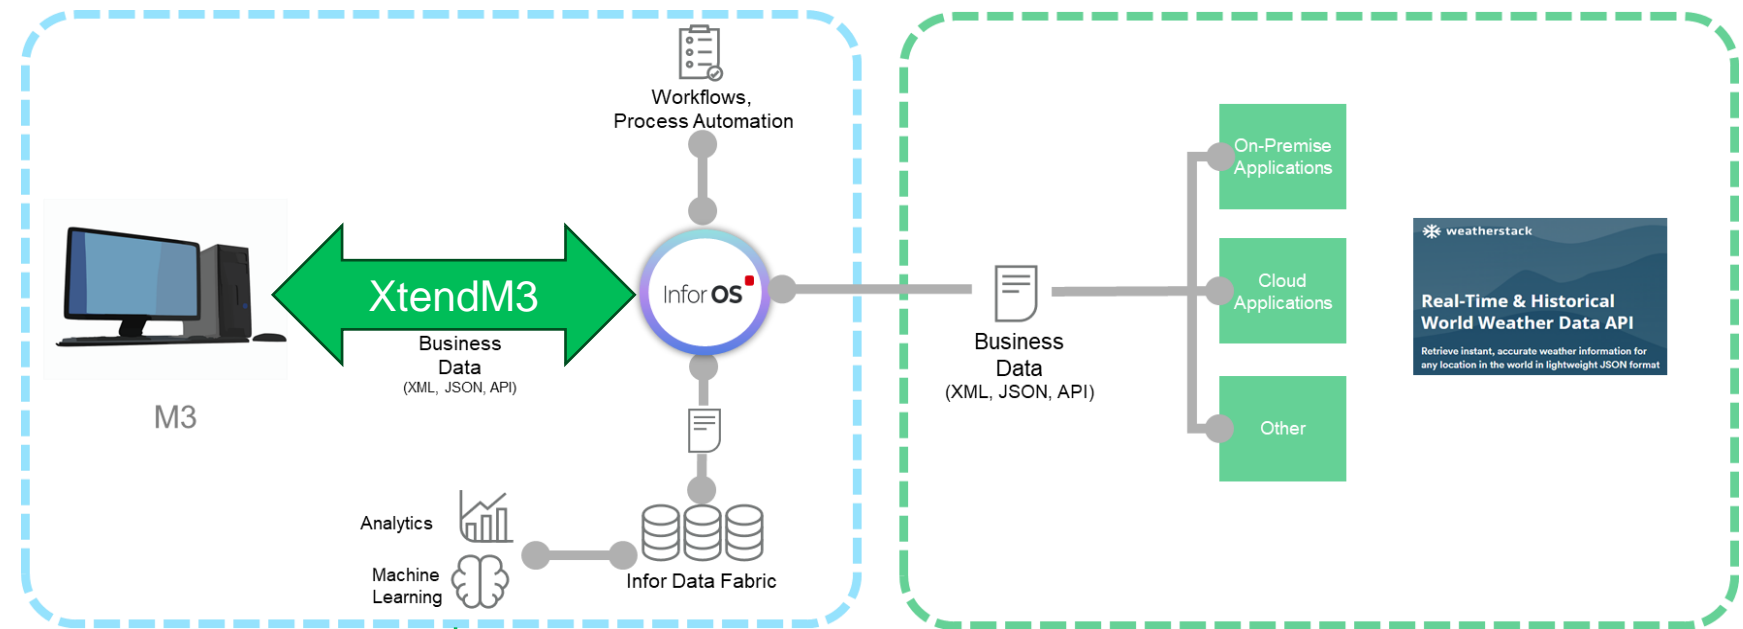 Workflows,
Process Automation
XtendM3
Business
Data
(XML, JSON, API)
M3
Infor OS
Analytics
Machine
Learning
Infor Data Fabric
Business
Data
(XML, JSON, API)
On-Premise
Applications
Cloud
Applications
Other
weatherstack
Real-Time & Historical
World Weather Data API
Retrieve instant, accurate weather information for
any location in the world in lightweight JSON format